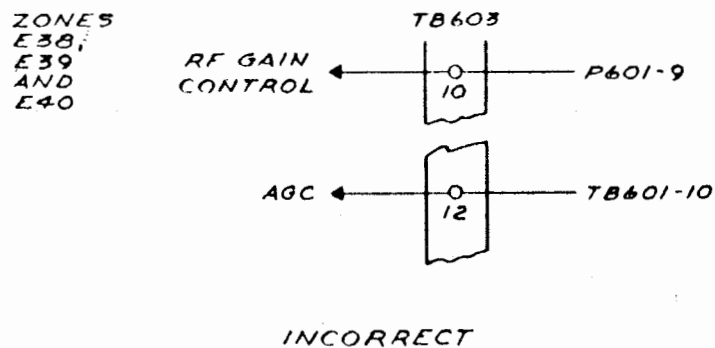 ZONES
E38,
E39
AND
E40
TB603
RF GAIN
CONTROL
10
P601-9
AGC
12
TB601-10
INCORRECT